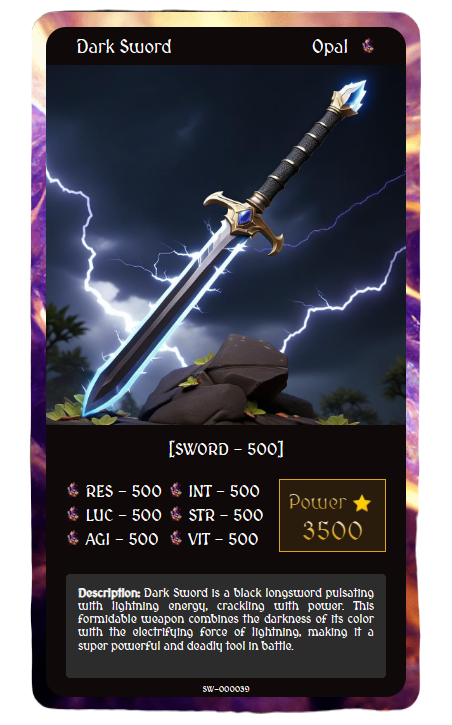 Dark Sword Opal
[SWORD – 500]
RES – 500 INT – 500
LUC – 500 STR – 500
AGI – 500 VIT – 500
Power
3500
Description: Dark Sword is a black longsword pulsating
with lightning energy, crackling with power. This
formidable weapon combines the darkness of its color
with the electrifying force of lightning, making it a
super powerful and deadly tool in battle.
SW-000039